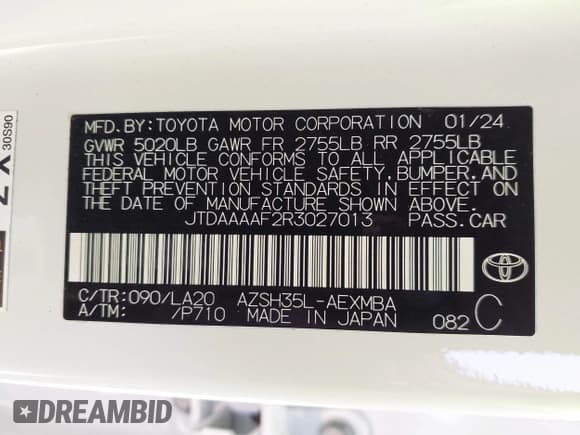 MFD.BY:TOYOTA MOTOR CORPORATION 01/24
GVWR 5020LB GAWR FR 2755LB RR 2755LB
THIS VEHICLE CONFORMS TO ALL APPLICABLE
FEDERAL MOTOR VEHICLE SAFETY,BUMPER,AND
THEFT PREVENTION STANDARDS IN EFFECT ON
THE DATE OF MANUFACTURE SHOWN ABOVE.
JTDAAAAF2R3027013 PASS.CAR
C/TR:090/LA20 AZSH35L-AEXMBA
A/TM: /P710 MADE IN JAPAN 082 C
30S90
DREAMBID